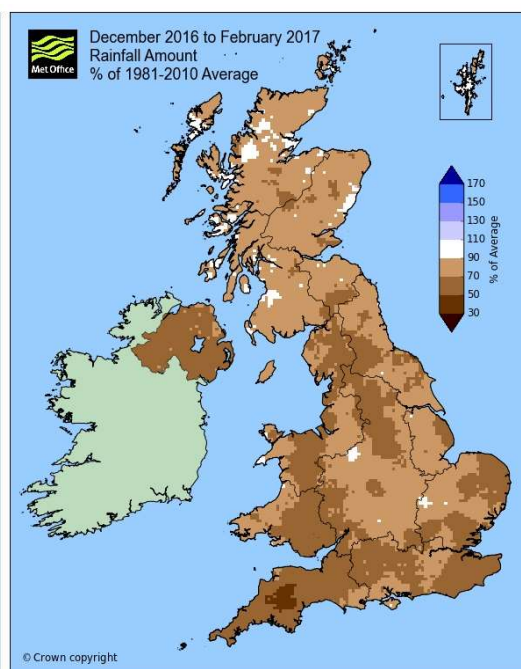 Met Office
December 2016 to February 2017
Rainfall Amount
% of 1981-2010 Average
170
150
130
110
90
70
50
30
% of Average
© Crown copyright